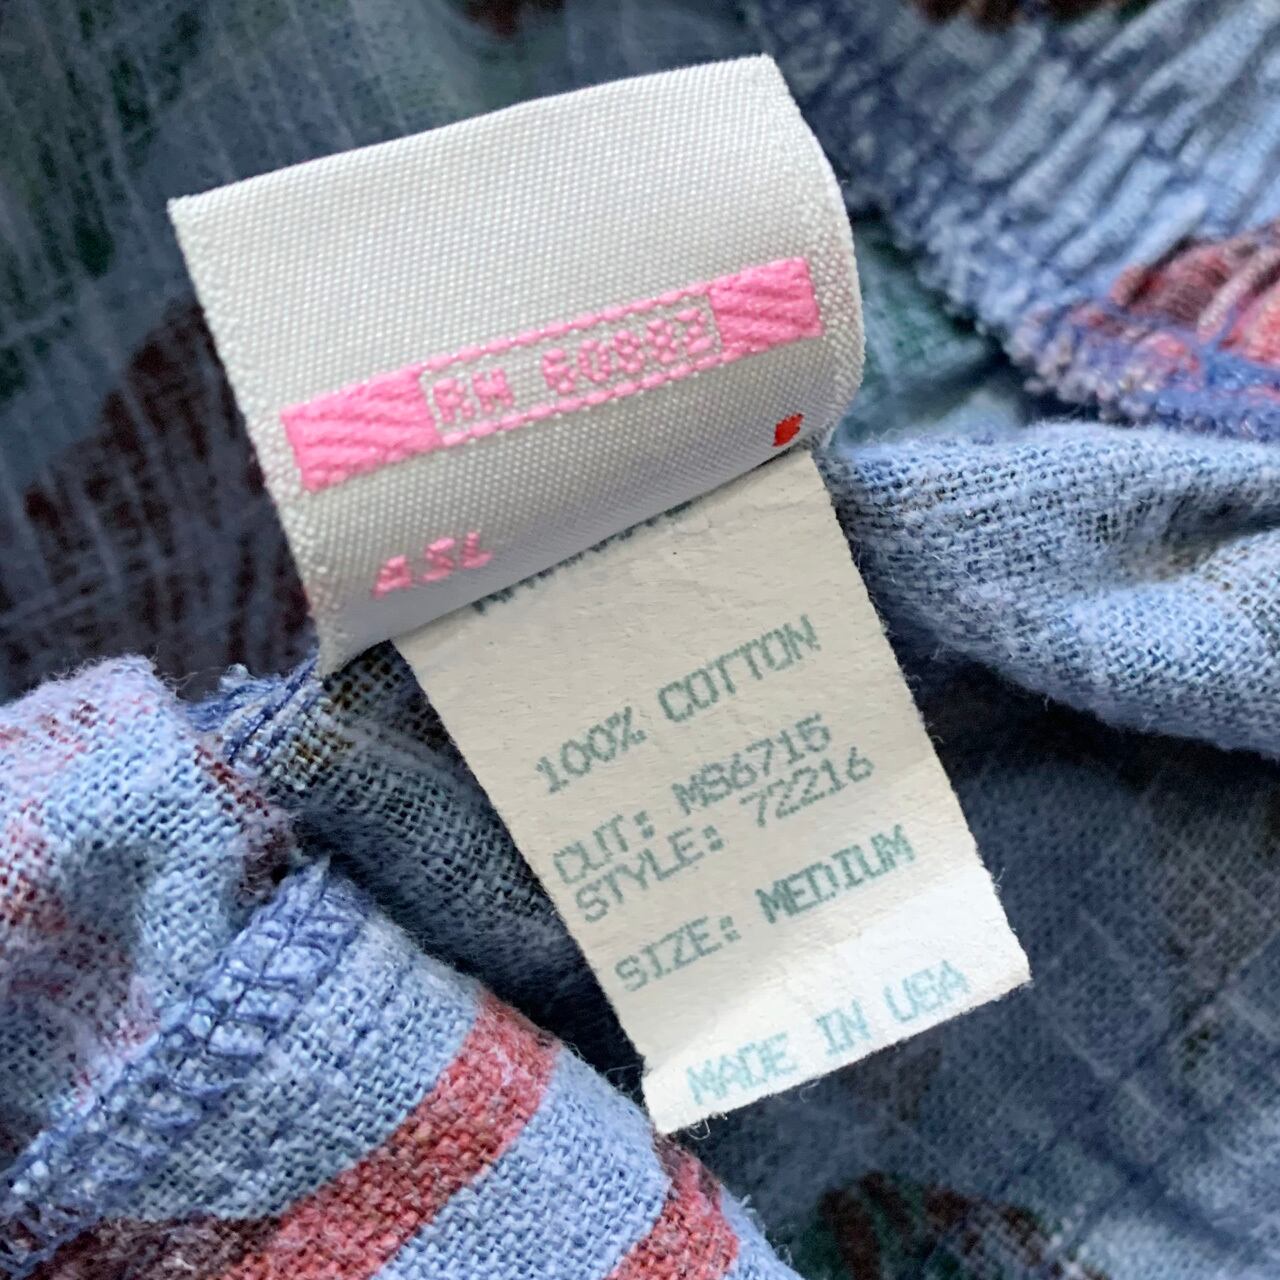 RN 60882
ASL
100% COTTON
CUT: MS6715
STYLE: 72216
SIZE: MEDIUM
MADE IN USA